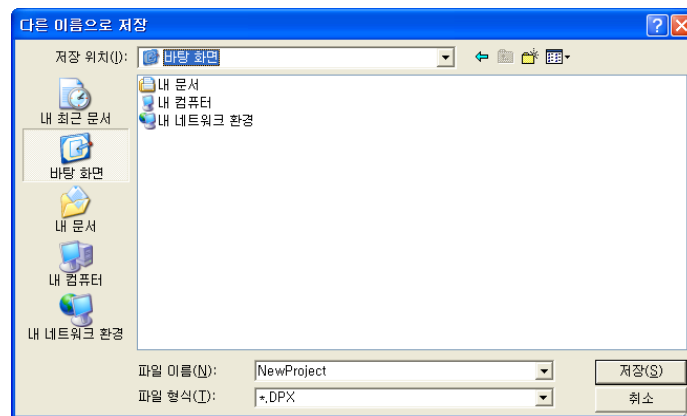 다른 이름으로 저장
저장 위치(I): 바탕 화면
내 최근 문서
바탕 화면
내 문서
내 컴퓨터
내 네트워크 환경
내 문서
내 컴퓨터
내 네트워크 환경
파일 이름(N): NewProject 저장(S)
파일 형식(T): *.DPX 취소